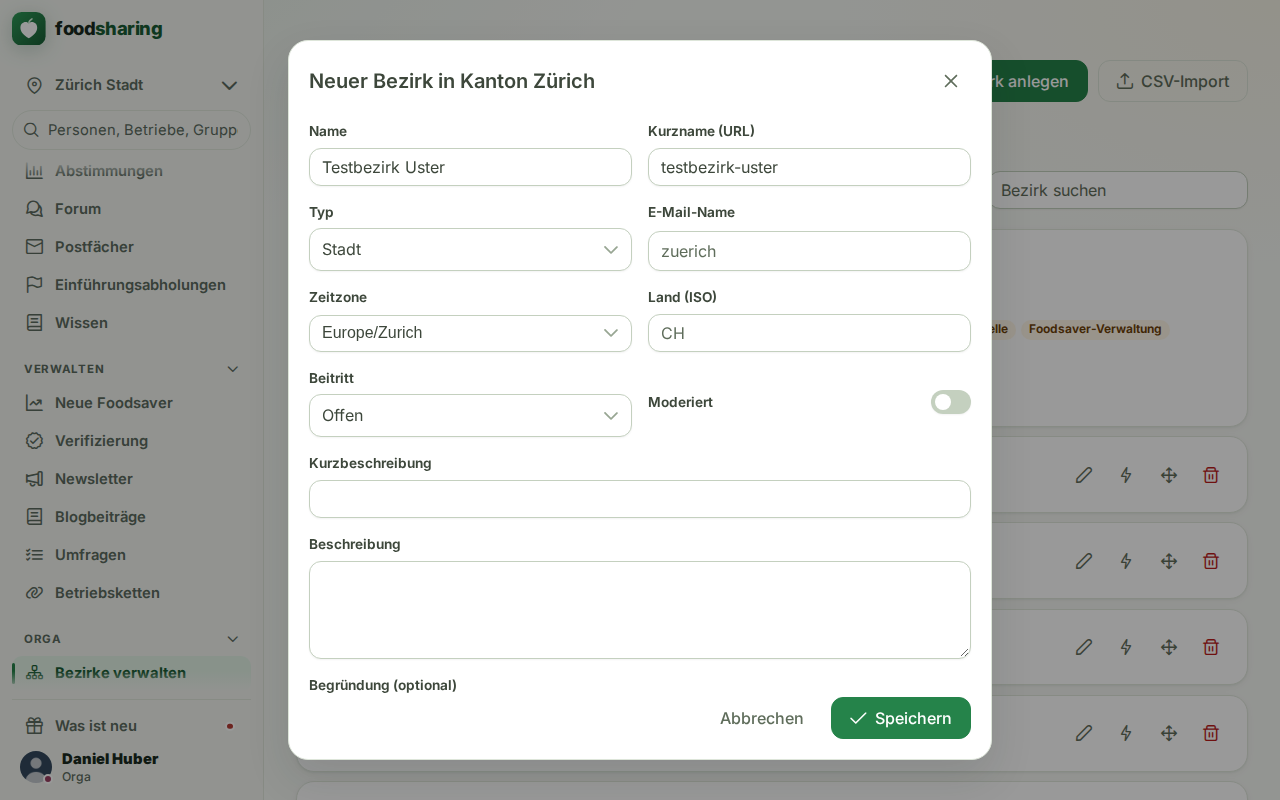 foodsharing
Zürich Stadt
Personen, Betriebe, Grupp
Abstimmungen
Forum
Postfächer
Einführungsabholungen
Wissen
VERWALTEN
Neue Foodsaver
Verifizierung
Newsletter
Blogbeiträge
Umfragen
Betriebsketten
ORGA
Bezirke verwalten
Was ist neu
Daniel Huber
Orga
anlegen
CSV-Import
Bezirk suchen
Foodsaver-Verwaltung
Neuer Bezirk in Kanton Zürich
Name
Kurzname (URL)
Testbezirk Uster
testbezirk-uster
Typ
E-Mail-Name
Stadt
zuerich
Zeitzone
Land (ISO)
Europe/Zurich
CH
Beitritt
Moderiert
Offen
Kurzbeschreibung
Beschreibung
Begründung (optional)
Abbrechen
Speichern